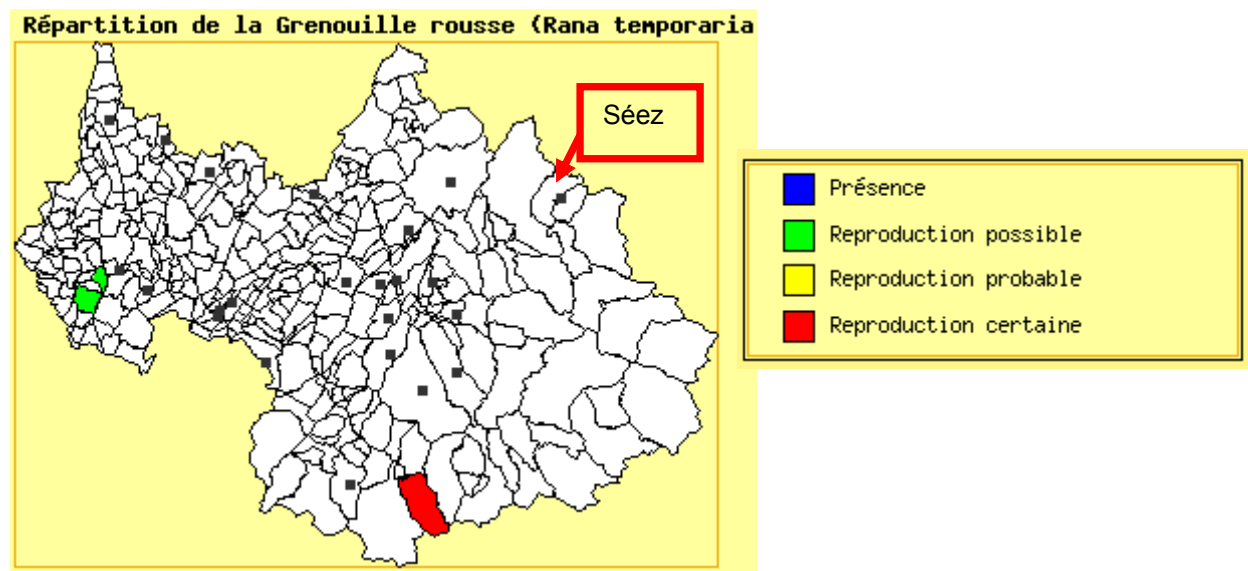 Répartition de la Grenouille rousse (Rana temporaria
Séez
Présence
Reproduction possible
Reproduction probable
Reproduction certaine